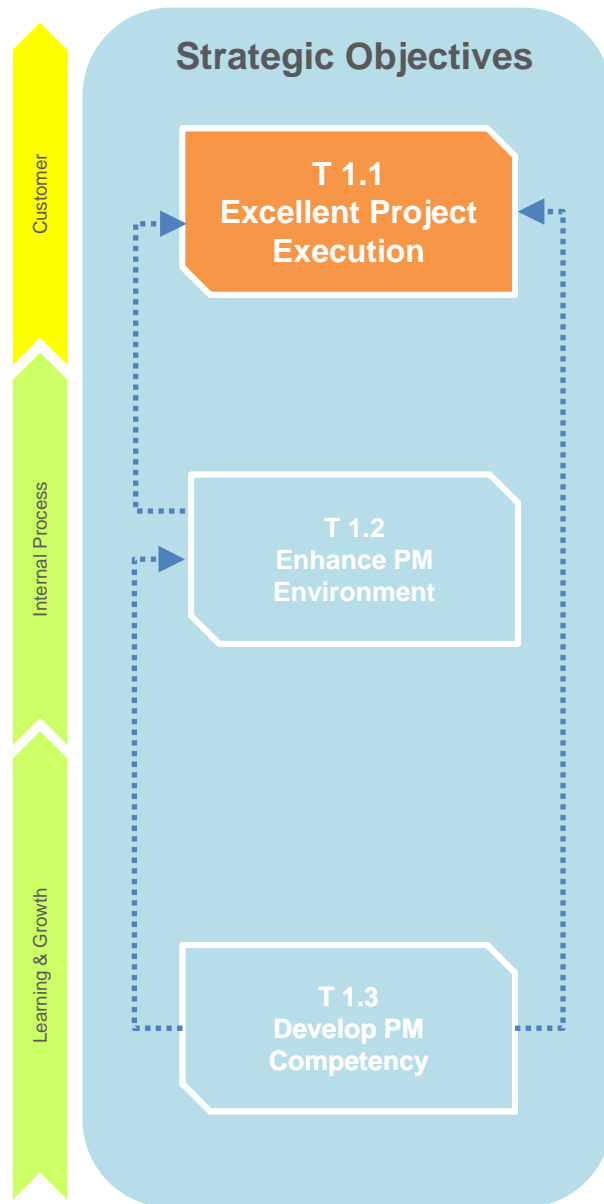 Strategic Objectives
Customer
T 1.1
Excellent Project
Execution
Internal Process
T 1.2
Enhance PM
Environment
Learning & Growth
T 1.3
Develop PM
Competency